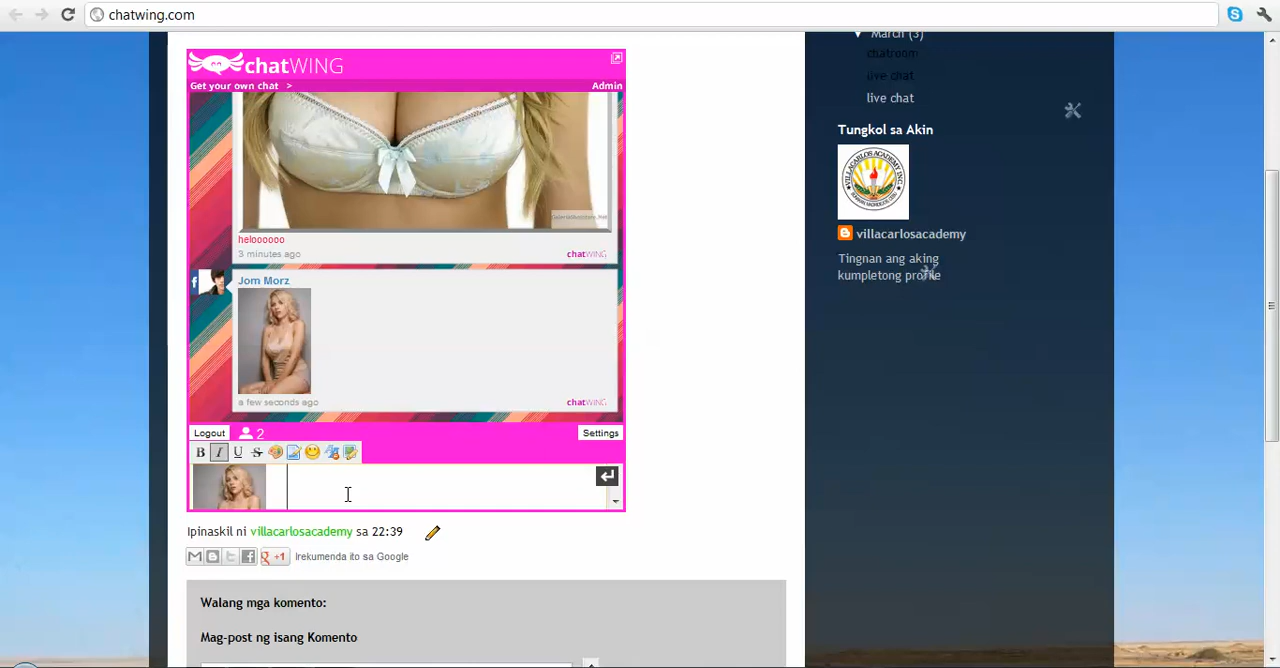 chatwing.com
chatWING
Get your own chat >
Admin
heloooooo
3 minutes ago
chatWING
Jom Morz
a few seconds ago
chatWING
Logout
2
Settings
B I U S
Ipinaskil ni villacarlosacademy sa 22:39
g +1
Irekumenda ito sa Google
Walang mga komento:
Mag-post ng isang Komento
▼ March (3)
chatroom
live chat
live chat
Tungkol sa Akin
villacarlosacademy
Tingnan ang aking
kumpletong profile